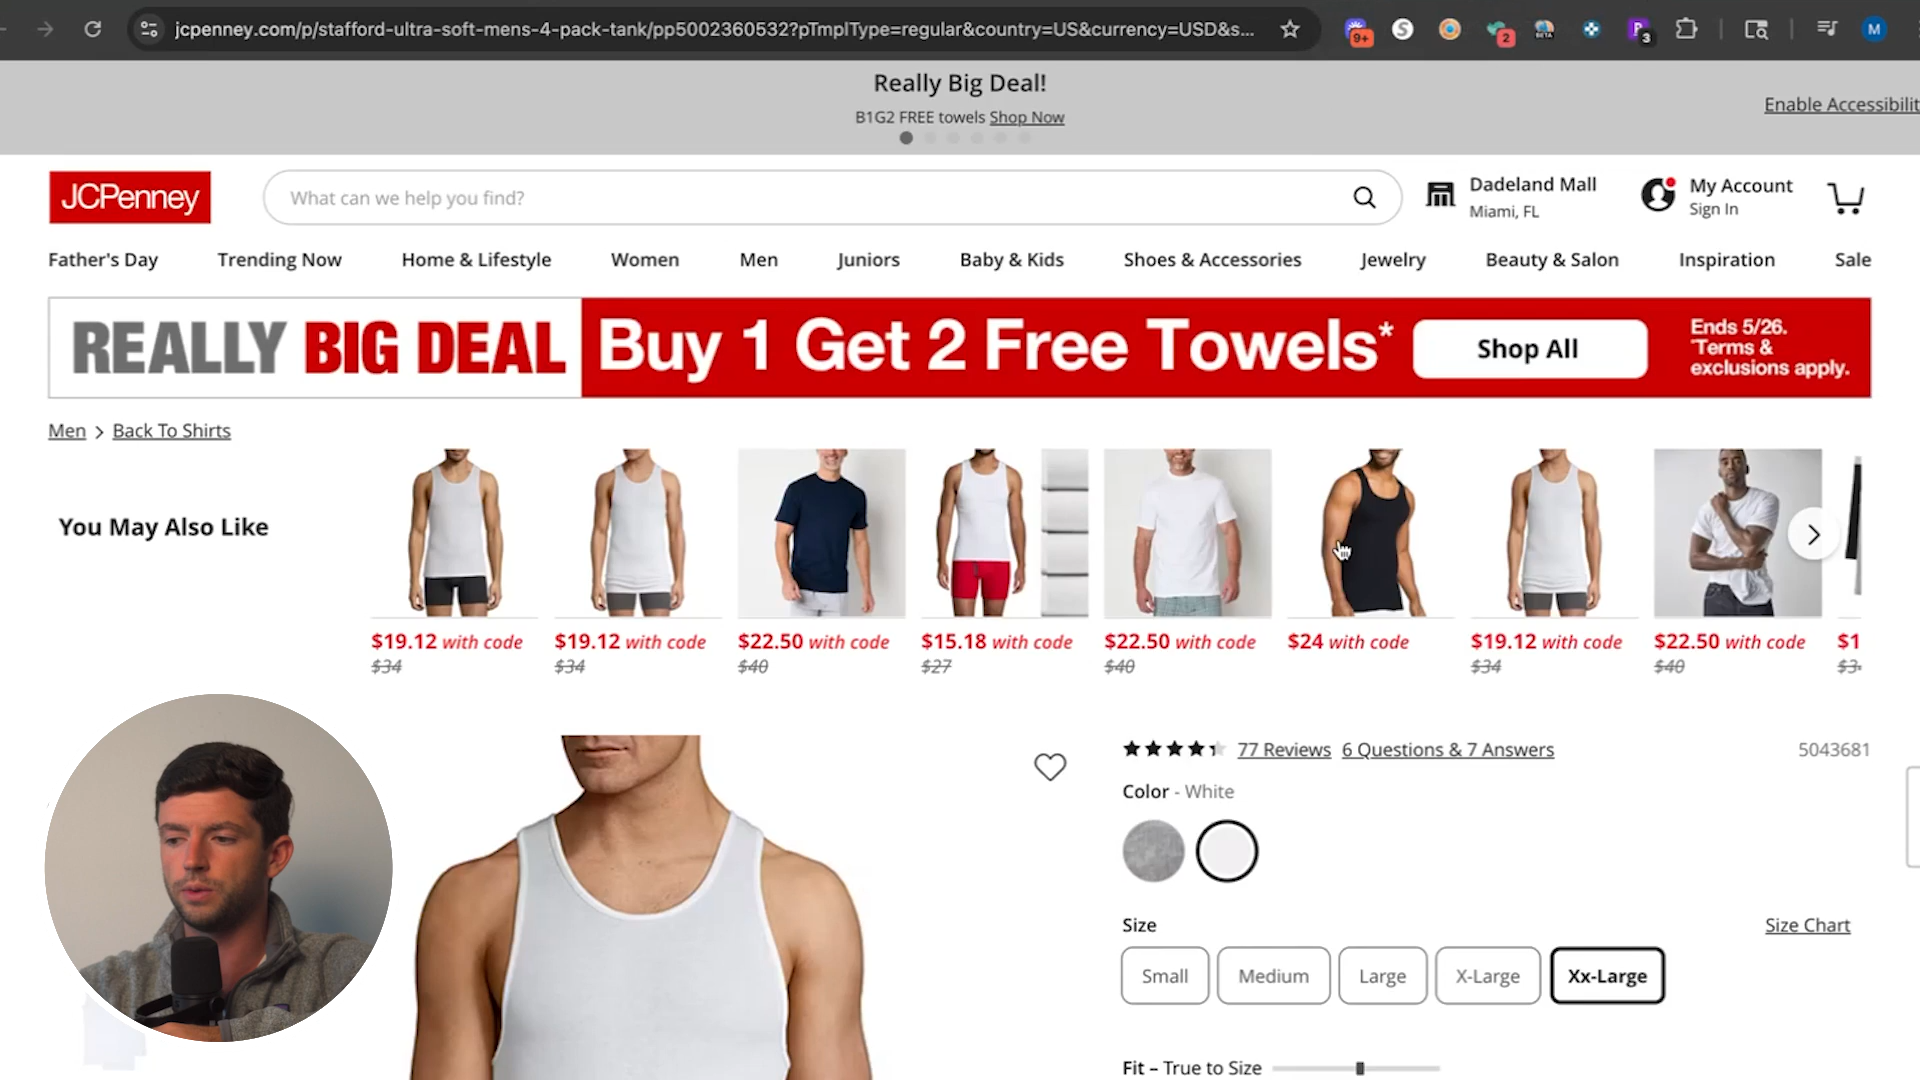 jcpenney.com/p/stafford-ultra-soft-mens-4-pack-tank/pp5002360532?pTmplType=regular&country=US&currency=USD&s...
9+
S
2
BETA
3
M
Really Big Deal!
B1G2 FREE towels Shop Now
Enable Accessibilit
JCPenney
What can we help you find?
Dadeland Mall
Miami, FL
My Account
Sign In
Father's Day Trending Now Home & Lifestyle Women Men Juniors Baby & Kids Shoes & Accessories Jewelry Beauty & Salon Inspiration Sale
REALLY BIG DEAL Buy 1 Get 2 Free Towels* Shop All
Ends 5/26.
*Terms &
exclusions apply.
Men > Back To Shirts
You May Also Like
$19.12 with code $19.12 with code $22.50 with code $15.18 with code $22.50 with code $24 with code $19.12 with code $22.50 with code $1
$34 $34 $40 $27 $40 $34 $40 $3
77 Reviews 6 Questions & 7 Answers 5043681
Color - White
Size Size Chart
Small Medium Large X-Large Xx-Large
Fit – True to Size